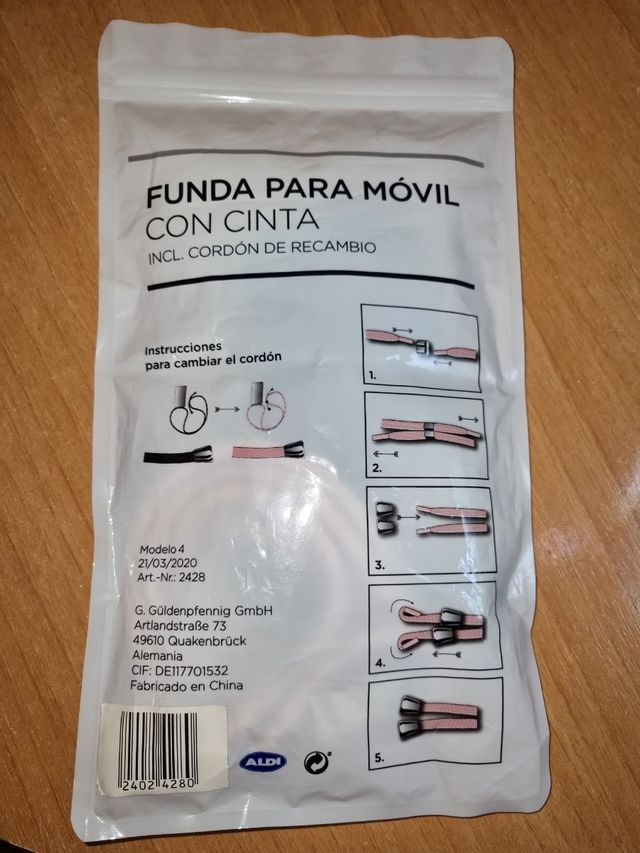 FUNDA PARA MÓVIL
CON CINTA
INCL. CORDÓN DE RECAMBIO
Instrucciones
para cambiar el cordón
1.
2.
3.
4.
5.
Modelo 4
21/03/2020
Art.-Nr.: 2428
G. Güldenpfennig GmbH
Artlandstraße 73
49610 Quakenbrück
Alemania
CIF: DE117701532
Fabricado en China
2402 4280
ALDI